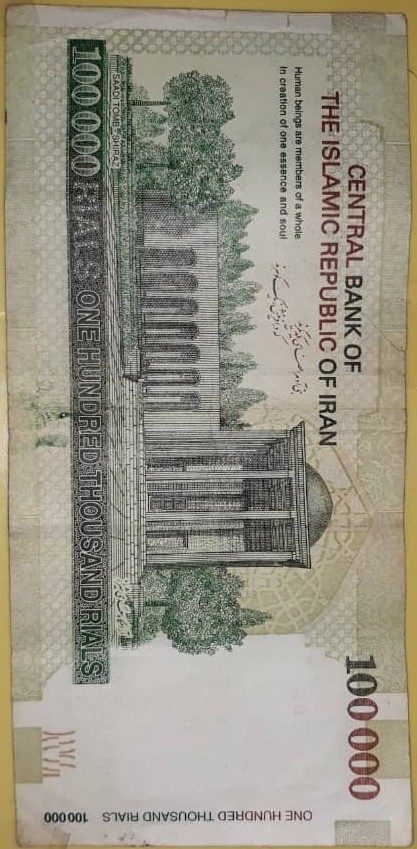 CENTRAL BANK OF
THE ISLAMIC REPUBLIC OF IRAN
100 000
Human beings are members of a whole
In creation of one essence and soul
بنی آدم اعضای یکدیگرند
که در آفرینش ز یک گوهرند
ONE HUNDRED THOUSAND RIALS 100 000
SAADI TOMB - SHIRAZ
آرامگاه سعدی شیراز
100 000 RIALS ONE HUNDRED THOUSAND RIALS